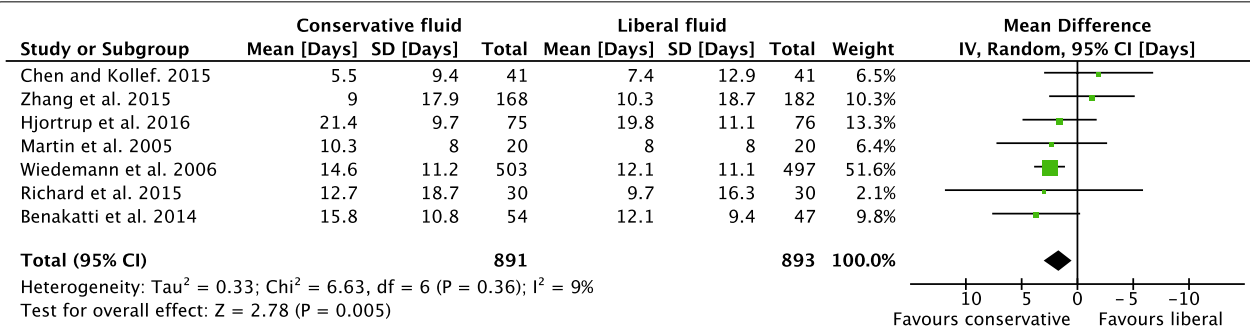 Conservative fluid Liberal fluid Mean Difference
Study or Subgroup Mean [Days] SD [Days] Total Mean [Days] SD [Days] Total Weight IV, Random, 95% CI [Days]
Chen and Kollef. 2015 5.5 9.4 41 7.4 12.9 41 6.5%
Zhang et al. 2015 9 17.9 168 10.3 18.7 182 10.3%
Hjortrup et al. 2016 21.4 9.7 75 19.8 11.1 76 13.3%
Martin et al. 2005 10.3 8 20 8 8 20 6.4%
Wiedemann et al. 2006 14.6 11.2 503 12.1 11.1 497 51.6%
Richard et al. 2015 12.7 18.7 30 9.7 16.3 30 2.1%
Benakatti et al. 2014 15.8 10.8 54 12.1 9.4 47 9.8%
Total (95% CI) 891 893 100.0%
Heterogeneity: Tau² = 0.33; Chi² = 6.63, df = 6 (P = 0.36); I² = 9%
Test for overall effect: Z = 2.78 (P = 0.005)
10 5 0 -5 -10
Favours conservative Favours liberal